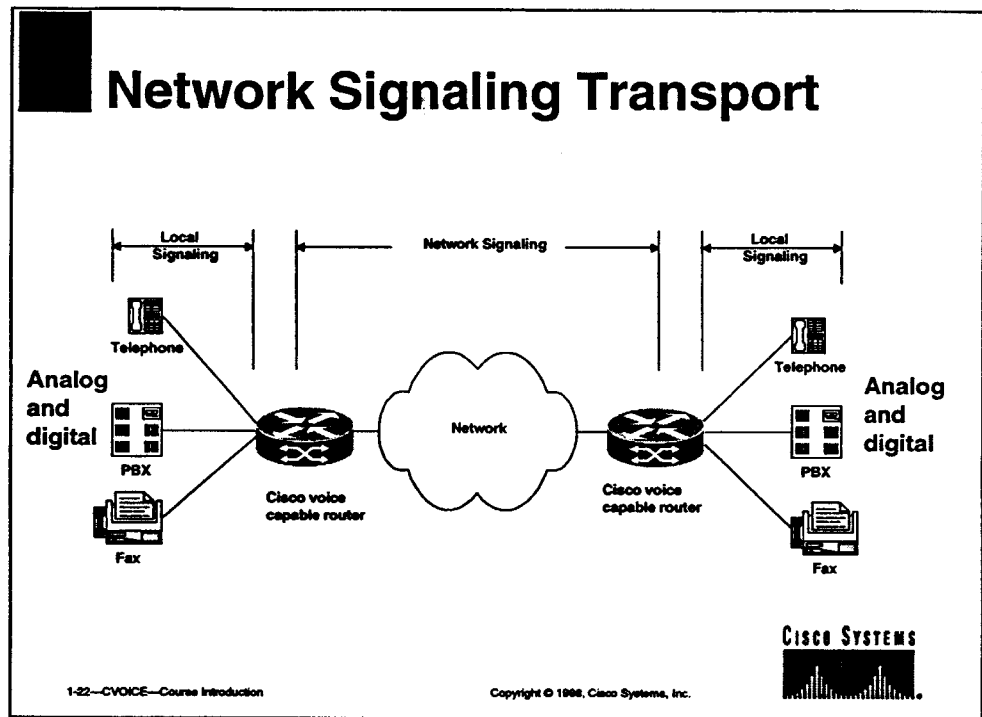 Network Signaling Transport
Local
Signaling
Network Signaling
Local
Signaling
Telephone
Analog
and
digital
PBX
Fax
Cisco voice
capable router
Network
Cisco voice
capable router
Telephone
Analog
and
digital
PBX
Fax
CISCO SYSTEMS
1-22—CVOICE—Course Introduction
Copyright © 1998, Cisco Systems, Inc.